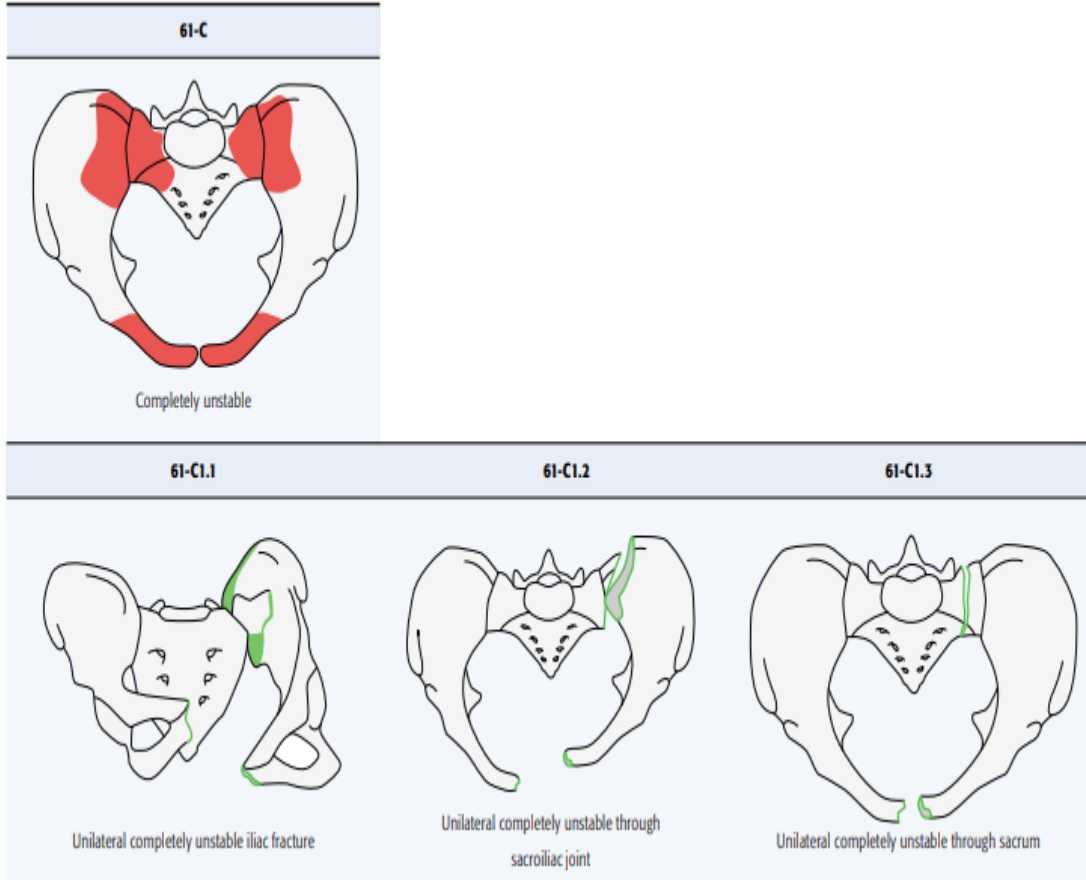 61-C
Completely unstable
61-C1.1
61-C1.2
61-C1.3
Unilateral completely unstable iliac fracture
Unilateral completely unstable through
sacroiliac joint
Unilateral completely unstable through sacrum